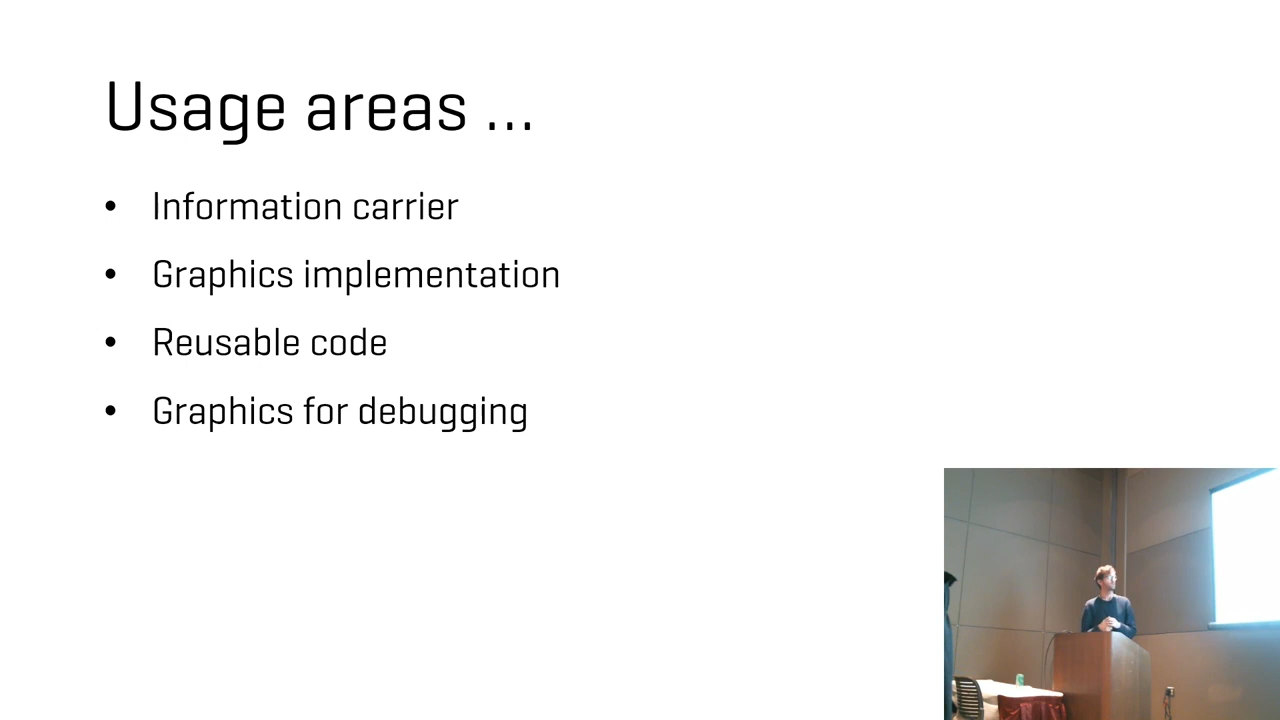 Usage areas ...
• Information carrier
• Graphics implementation
• Reusable code
• Graphics for debugging